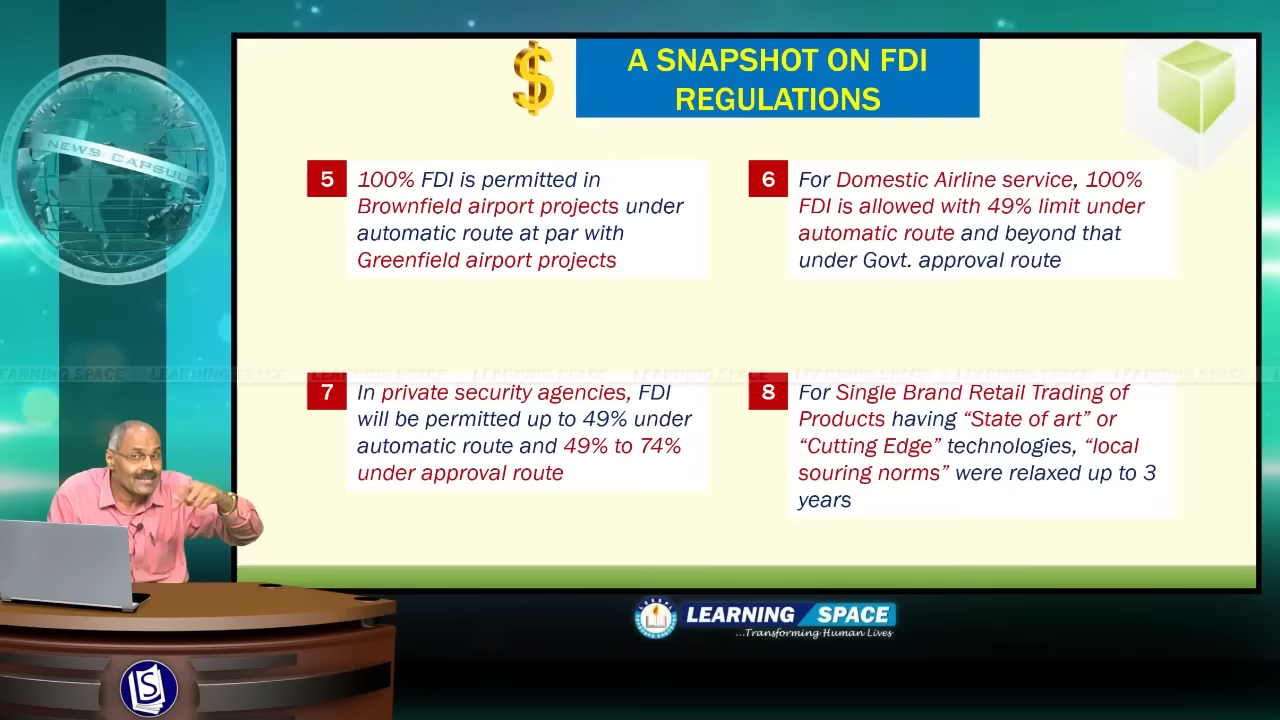 A SNAPSHOT ON FDI
REGULATIONS
5
100% FDI is permitted in
Brownfield airport projects under
automatic route at par with
Greenfield airport projects
6
For Domestic Airline service, 100%
FDI is allowed with 49% limit under
automatic route and beyond that
under Govt. approval route
7
In private security agencies, FDI
will be permitted up to 49% under
automatic route and 49% to 74%
under approval route
8
For Single Brand Retail Trading of
Products having “State of art” or
“Cutting Edge” technologies, “local
souring norms” were relaxed up to 3
years
NEWS CAPSULE
LEARNING SPACE
...Transforming Human Lives
LS